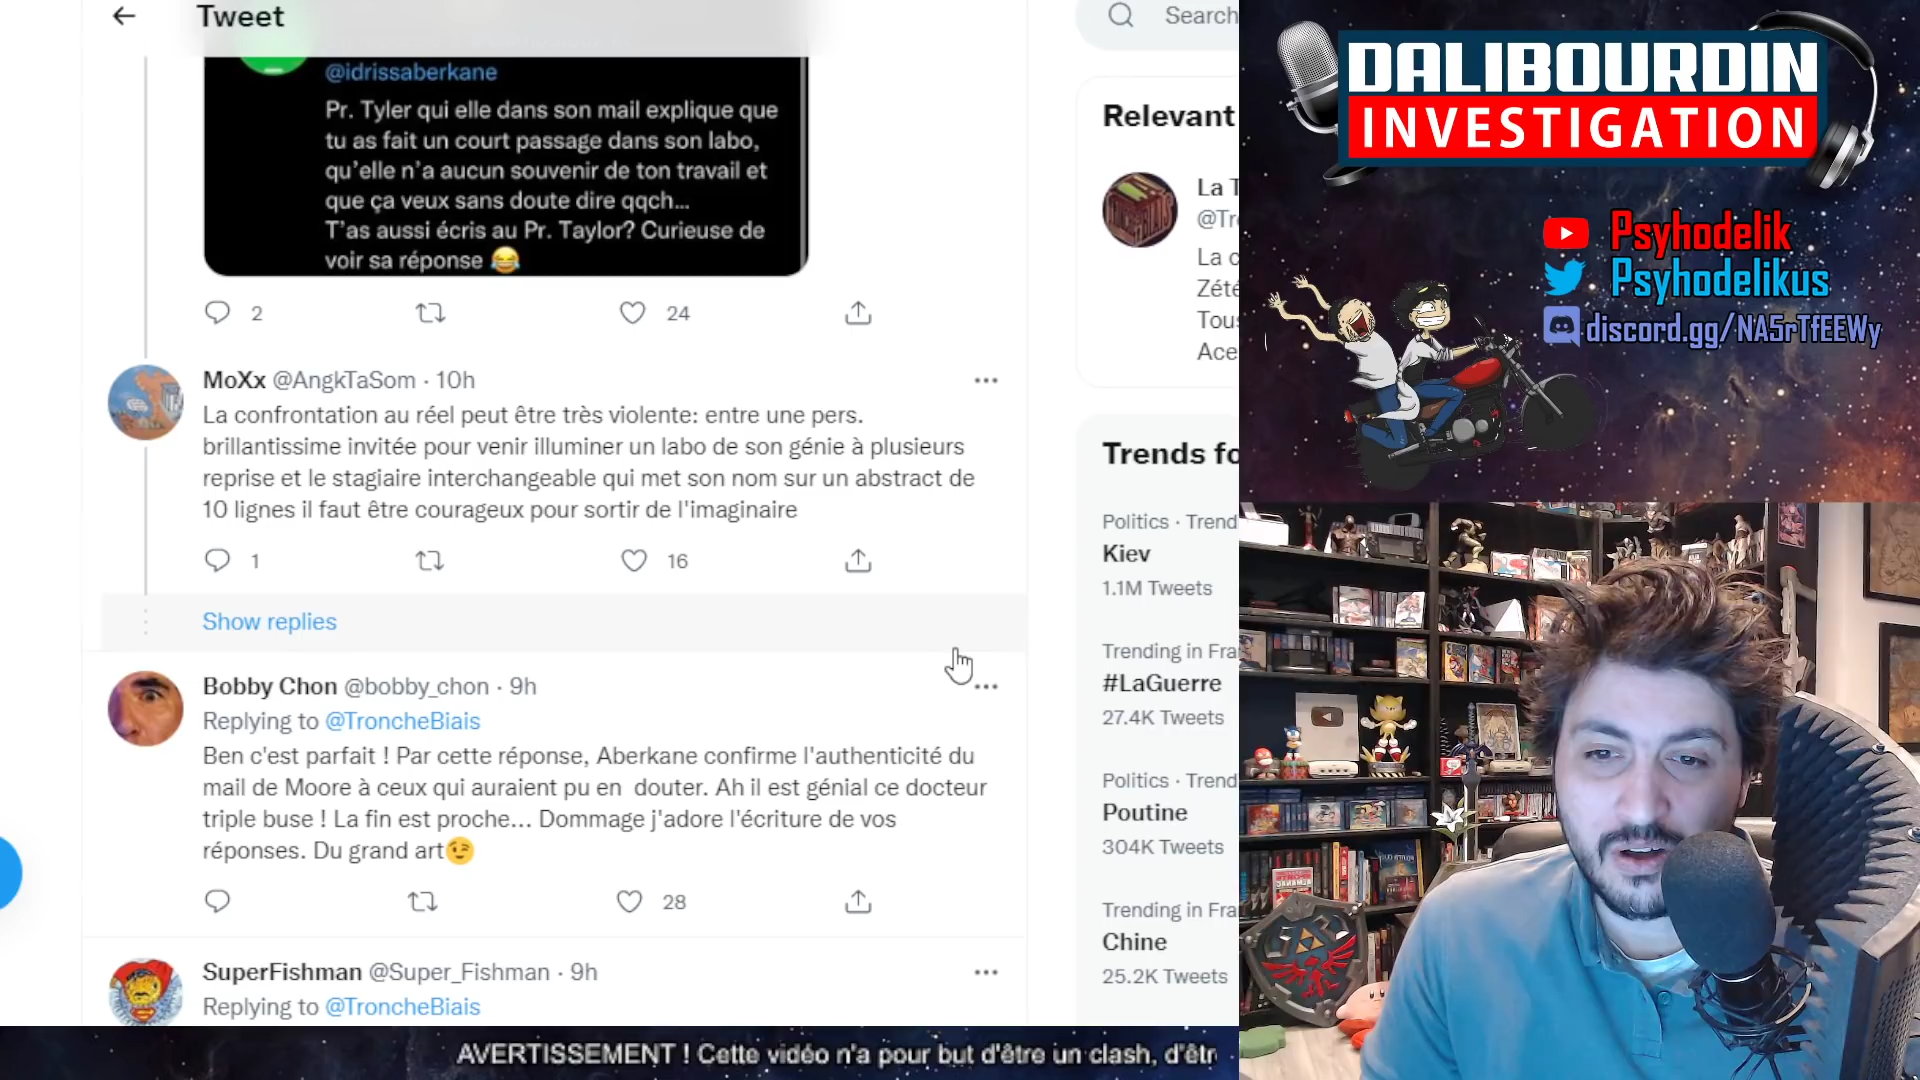 Tweet
@idrissaberkane
Pr. Tyler qui elle dans son mail explique que
tu as fait un court passage dans son labo,
qu’elle n’a aucun souvenir de ton travail et
que ça veux sans doute dire qqch...
T’as aussi écris au Pr. Taylor? Curieuse de
voir sa réponse 😂
2
24
MoXx @AngkTaSom · 10h
La confrontation au réel peut être très violente: entre une pers.
brillantissime invitée pour venir illuminer un labo de son génie à plusieurs
reprise et le stagiaire interchangeable qui met son nom sur un abstract de
10 lignes il faut être courageux pour sortir de l'imaginaire
1
16
Show replies
Bobby Chon @bobby_chon · 9h
Replying to @TroncheBiais
Ben c'est parfait ! Par cette réponse, Aberkane confirme l'authenticité du
mail de Moore à ceux qui auraient pu en  douter. Ah il est génial ce docteur
triple buse ! La fin est proche... Dommage j'adore l'écriture de vos
réponses. Du grand art😉
28
SuperFishman @Super_Fishman · 9h
Replying to @TroncheBiais
Search
Relevant
La T
@Tr
La c
Zété
Tous
Ace
Trends fo
Politics · Trend
Kiev
1.1M Tweets
Trending in Fra
#LaGuerre
27.4K Tweets
Politics · Trend
Poutine
304K Tweets
Trending in Fra
Chine
25.2K Tweets
DALIBOURDIN
INVESTIGATION
Psyhodelik
Psyhodelikus
discord.gg/NA5rTfEEWy
AVERTISSEMENT ! Cette vidéo n'a pour but d'être un clash, d'êtr